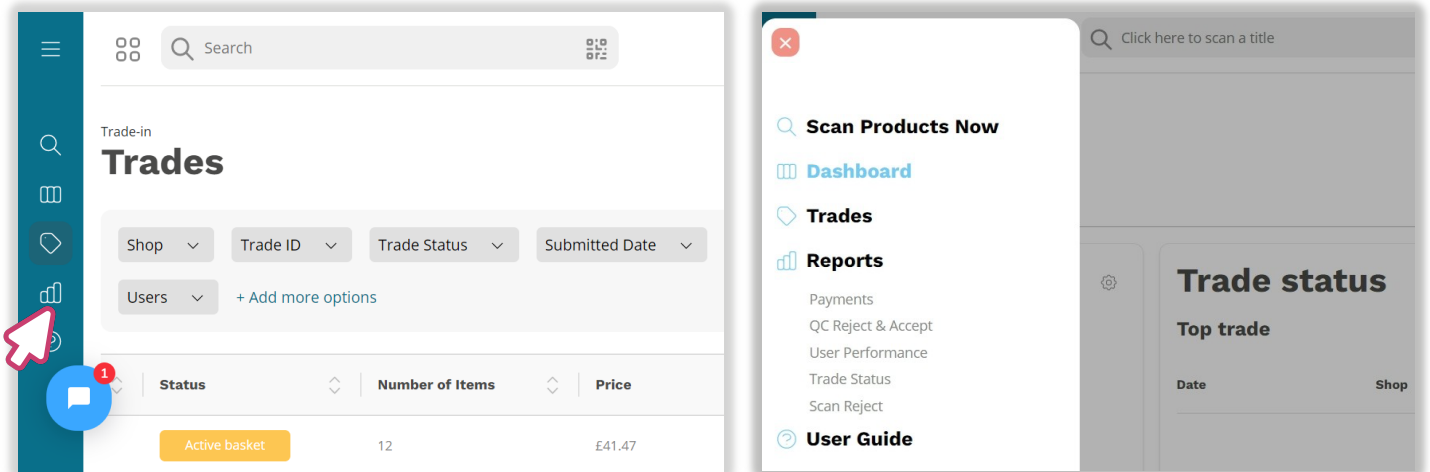 Search
Trade-in
Trades
Shop
Trade ID
Trade Status
Submitted Date
Users
+ Add more options
1
Status
Number of Items
Price
Active basket
12
£41.47
Click here to scan a title
Scan Products Now
Dashboard
Trades
Reports
Payments
QC Reject & Accept
User Performance
Trade Status
Scan Reject
User Guide
Trade status
Top trade
Date
Shop